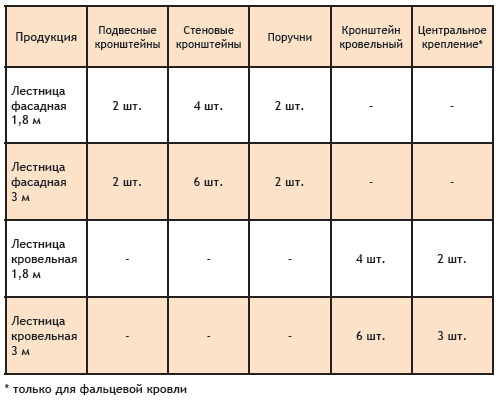 Продукция
Подвесные
кронштейны
Стеновые
кронштейны
Поручни
Кронштейн
кровельный
Центральное
крепление*
Лестница
фасадная
1,8 м
2 шт.
4 шт.
2 шт.
-
-
Лестница
фасадная
3 м
2 шт.
6 шт.
2 шт.
-
-
Лестница
кровельная
1,8 м
-
-
-
4 шт.
2 шт.
Лестница
кровельная
3 м
-
-
-
6 шт.
3 шт.
* только для фальцевой кровли